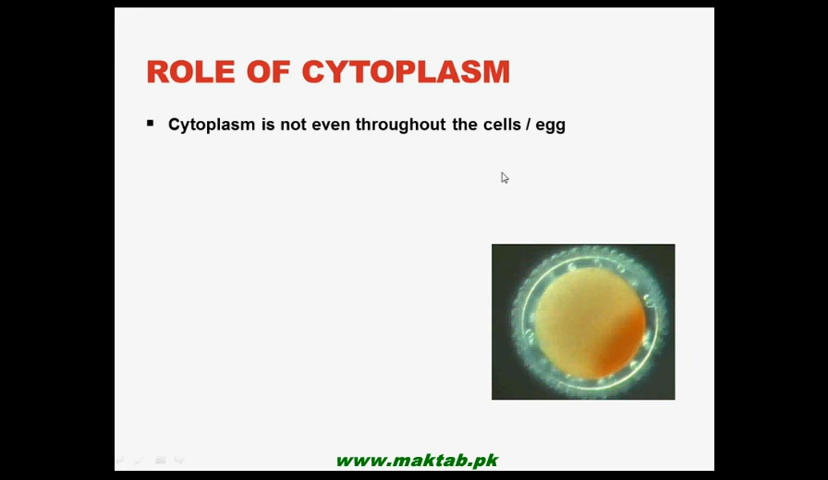 ROLE OF CYTOPLASM
▪ Cytoplasm is not even throughout the cells / egg
www.maktab.pk